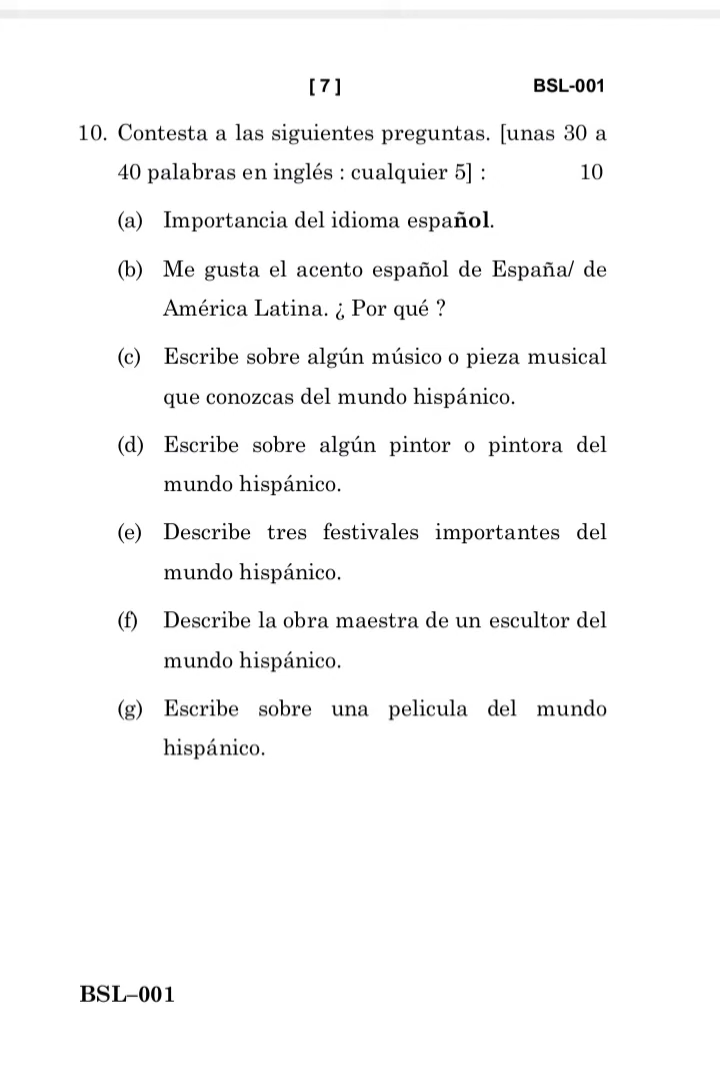 [ 7 ] BSL-001
10. Contesta a las siguientes preguntas. [unas 30 a
40 palabras en inglés : cualquier 5] : 10
(a) Importancia del idioma español.
(b) Me gusta el acento español de España/ de
América Latina. ¿ Por qué ?
(c) Escribe sobre algún músico o pieza musical
que conozcas del mundo hispánico.
(d) Escribe sobre algún pintor o pintora del
mundo hispánico.
(e) Describe tres festivales importantes del
mundo hispánico.
(f) Describe la obra maestra de un escultor del
mundo hispánico.
(g) Escribe sobre una pelicula del mundo
hispánico.
BSL–001